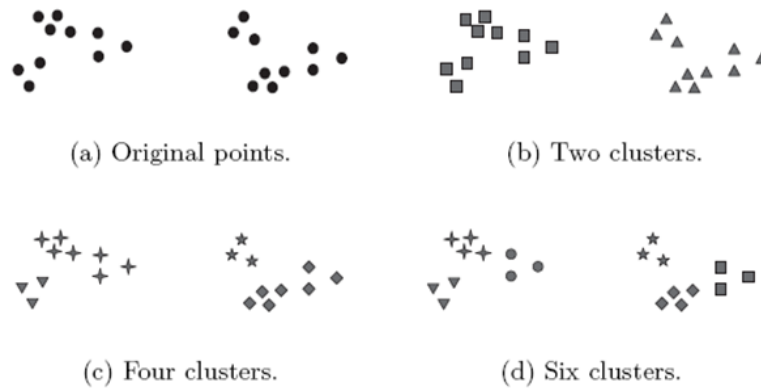 (a) Original points.
(b) Two clusters.
(c) Four clusters.
(d) Six clusters.